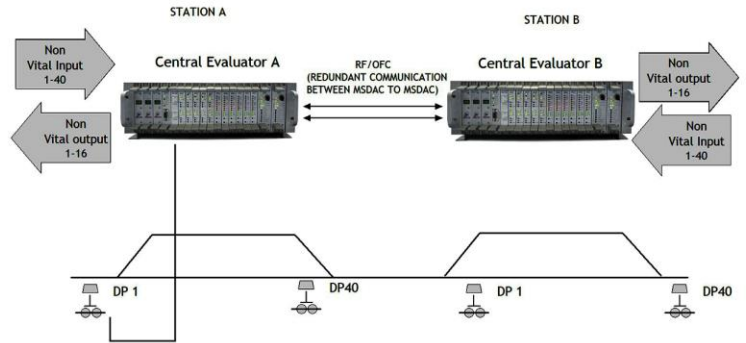 STATION A
STATION B
Non
Vital Input
1-40
Central Evaluator A
RF/OFC
(REDUNDANT COMMUNICATION
BETWEEN MSDAC TO MSDAC)
Central Evaluator B
Non
Vital output
1-16
Non
Vital output
1-16
Non
Vital Input
1-40
DP 1
DP40
DP 1
DP40